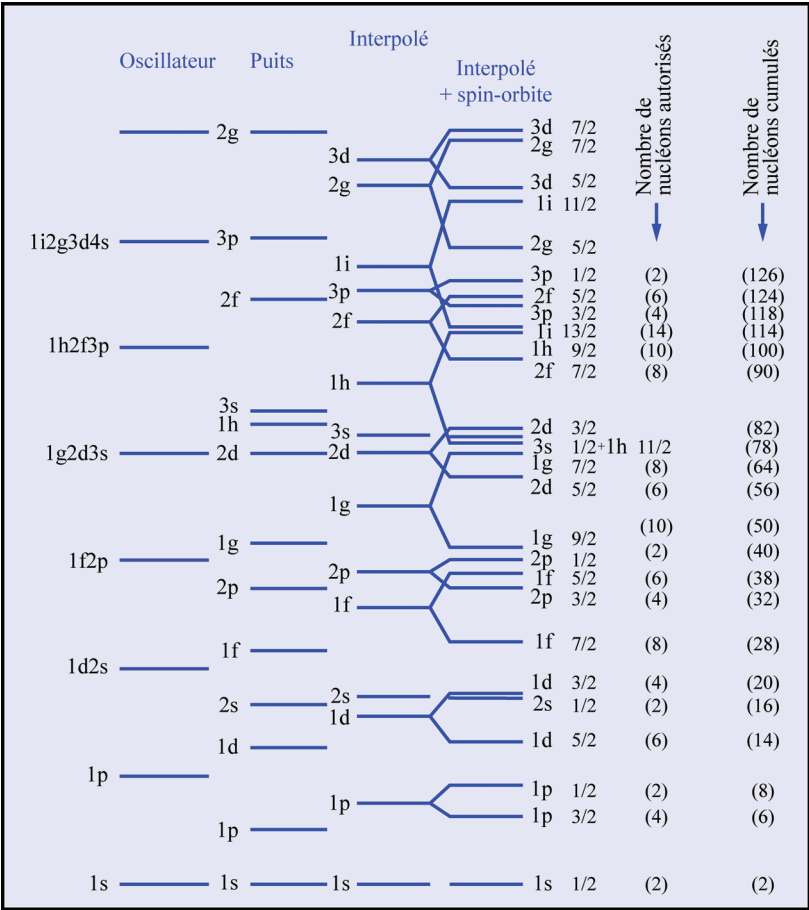 Oscillateur Puits Interpolé Interpolé
+ spin-orbite
Nombre de
nucléons autorisés
Nombre de
nucléons cumulés
2g 3d 7/2
2g 7/2
3d
2g 3d 5/2
1i 11/2
1i2g3d4s 3p 2g 5/2
1i
3p 1/2 (2) (126)
2f 3p 2f 5/2 (6) (124)
3p 3/2 (4) (118)
2f 1i 13/2 (14) (114)
1h2f3p 1h 9/2 (10) (100)
2f 7/2 (8) (90)
1h
3s
1h 3s 2d 3/2 (82)
1g2d3s 2d 2d 3s 1/2+1h 11/2 (78)
1g 7/2 (8) (64)
2d 5/2 (6) (56)
1g
(10) (50)
1g 1g 9/2
1f2p 2p 1/2 (2) (40)
2p 1f 5/2 (6) (38)
2p 2p 3/2 (4) (32)
1f
1f 1f 7/2 (8) (28)
1d2s
1d 3/2 (4) (20)
2s 2s 2s 1/2 (2) (16)
1d
1d 1d 5/2 (6) (14)
1p
1p 1/2 (2) (8)
1p
1p 1p 3/2 (4) (6)
1s 1s 1s 1s 1/2 (2) (2)